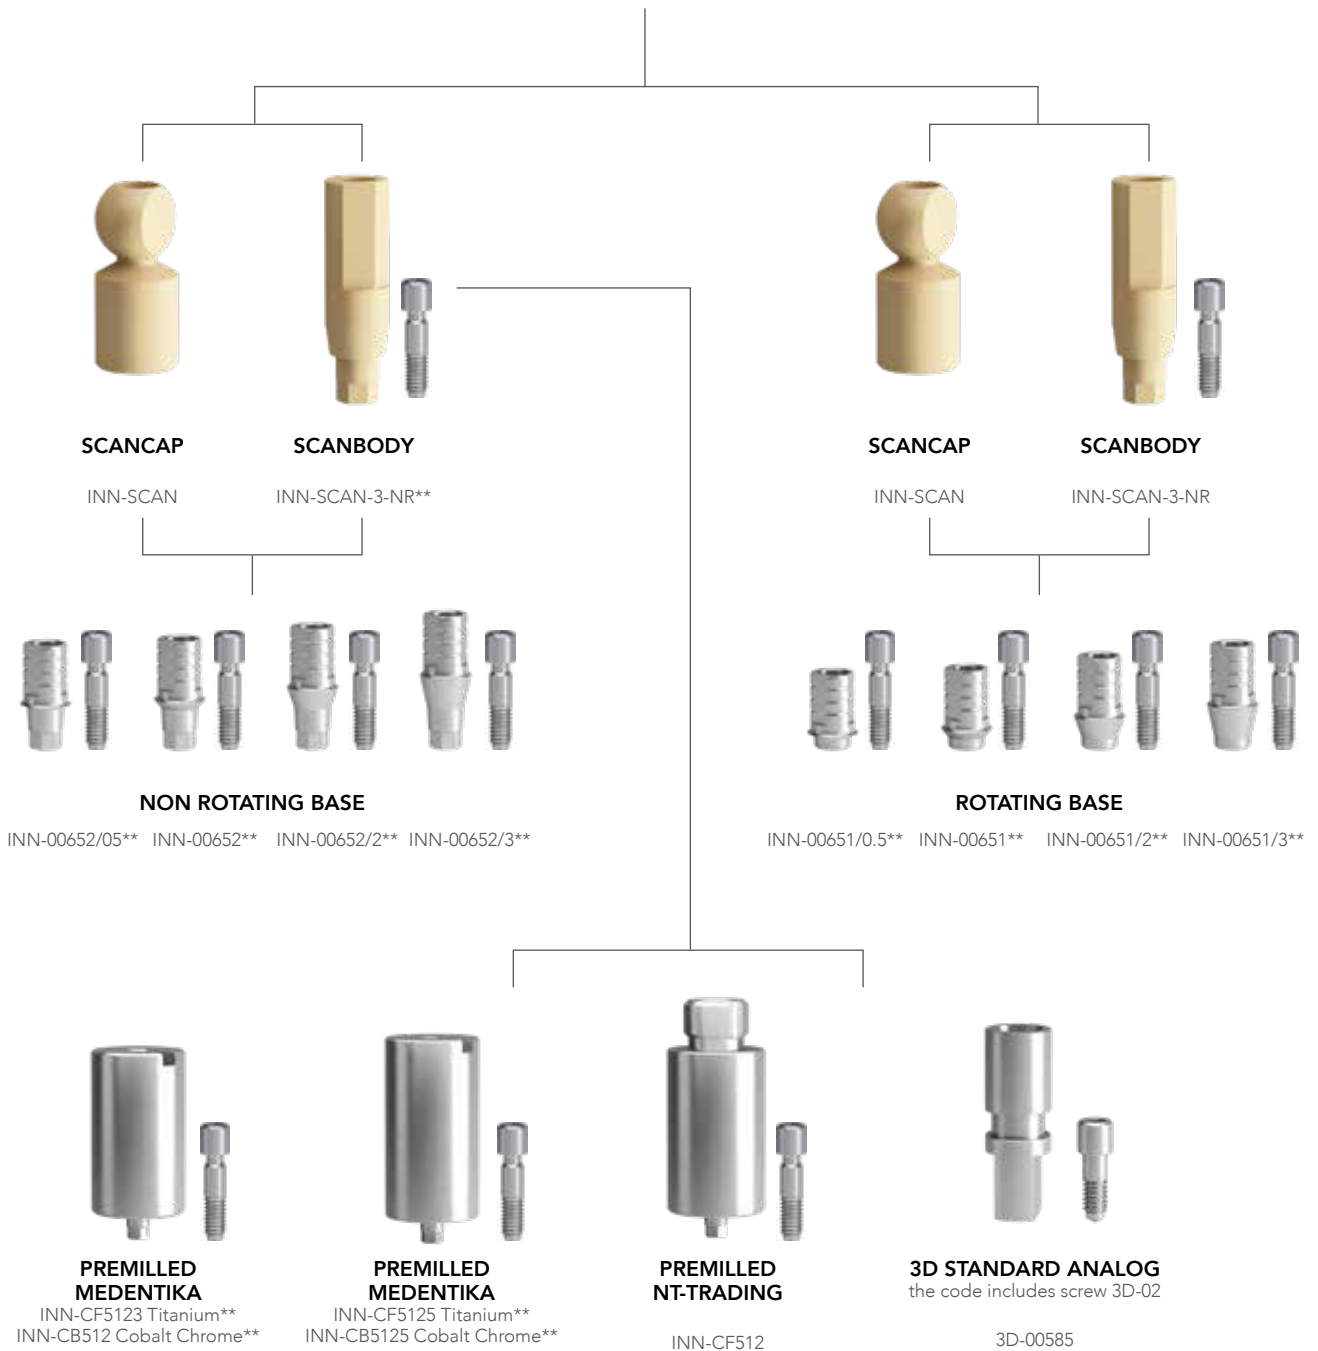 SCANCAP
SCANBODY
INN-SCAN
INN-SCAN-3-NR**
SCANCAP
SCANBODY
INN-SCAN
INN-SCAN-3-NR
NON ROTATING BASE
INN-00652/05** INN-00652** INN-00652/2** INN-00652/3**
ROTATING BASE
INN-00651/0.5** INN-00651** INN-00651/2** INN-00651/3**
PREMILLED
MEDENTIKA
INN-CF5123 Titanium**
INN-CB512 Cobalt Chrome**
PREMILLED
MEDENTIKA
INN-CF5125 Titanium**
INN-CB5125 Cobalt Chrome**
PREMILLED
NT-TRADING
INN-CF512
3D STANDARD ANALOG
the code includes screw 3D-02
3D-00585